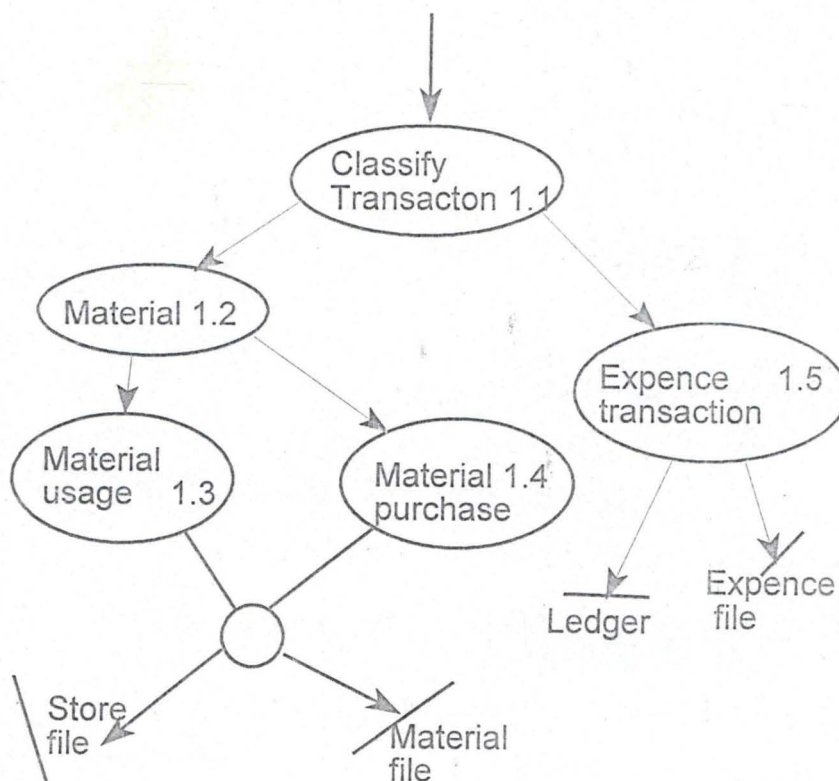 Classify
Transacton 1.1
Material 1.2
Expence 1.5
transaction
Material
usage 1.3
Material 1.4
purchase
Ledger
Expence
file
Store
file
Material
file